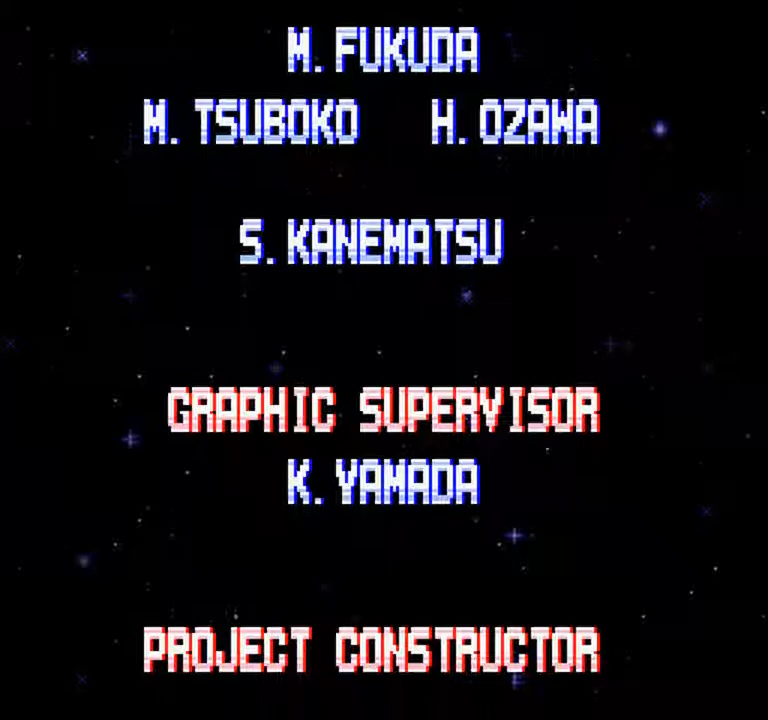 M. FUKUDA
M. TSUBOKO H. OZAWA
S. KANEMATSU
GRAPHIC SUPERVISOR
K. YAMADA
PROJECT CONSTRUCTOR